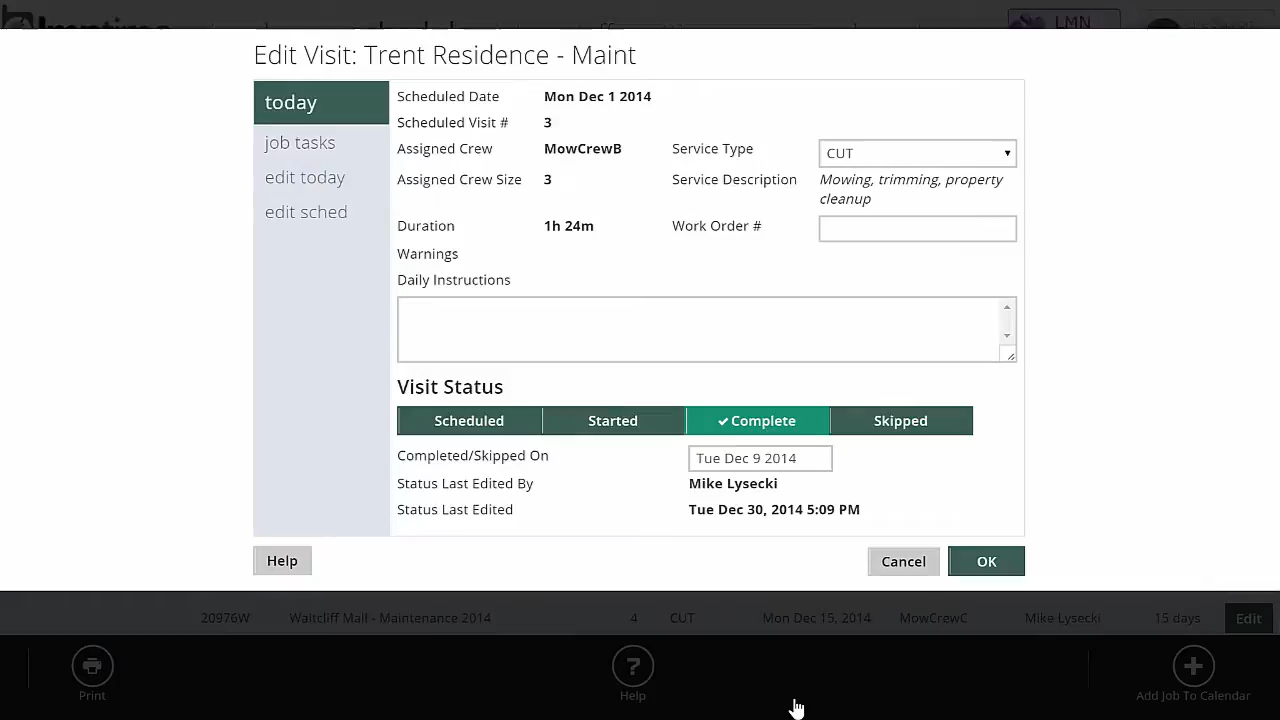 LMN
Edit Visit: Trent Residence - Maint
today
job tasks
edit today
edit sched
Scheduled Date Mon Dec 1 2014
Scheduled Visit # 3
Assigned Crew MowCrewB Service Type CUT
Assigned Crew Size 3 Service Description Mowing, trimming, property
cleanup
Duration 1h 24m Work Order #
Warnings
Daily Instructions
Visit Status
Scheduled Started Complete Skipped
Completed/Skipped On Tue Dec 9 2014
Status Last Edited By Mike Lysecki
Status Last Edited Tue Dec 30, 2014 5:09 PM
Help Cancel OK
20976W Waitcliff Mall - Maintenance 2014 4 CUT Mon Dec 15, 2014 MowCrewC Mike Lysecki 15 days Edit
Print Help Add Job To Calendar